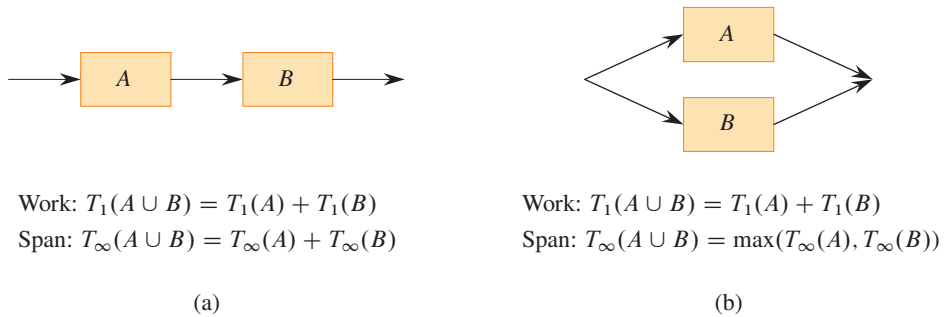 A
B
Work: T₁(A ∪ B) = T₁(A) + T₁(B)
Span: T∞(A ∪ B) = T∞(A) + T∞(B)
(a)
A
B
Work: T₁(A ∪ B) = T₁(A) + T₁(B)
Span: T∞(A ∪ B) = max(T∞(A), T∞(B))
(b)